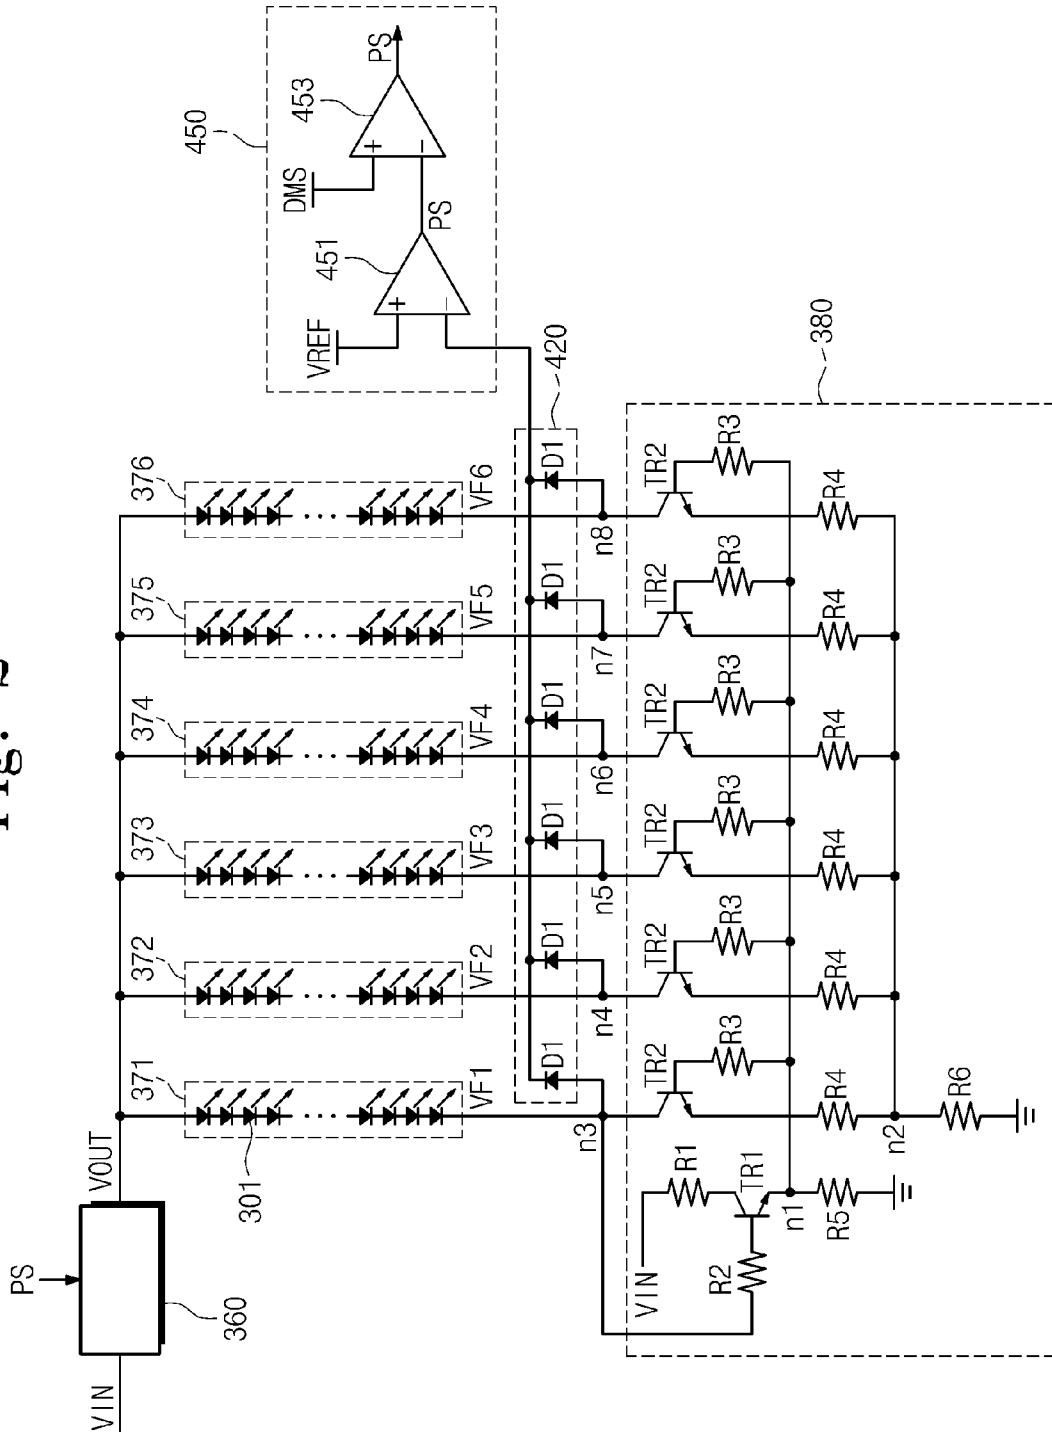 Fig.
VIN
PS
360
VOUT
371
372
373
374
375
376
301
VF1
VF2
VF3
VF4
VF5
VF6
450
VREF
+
-
451
PS
DMS
+
-
453
PS
420
D1
D1
D1
D1
D1
D1
n3
n4
n5
n6
n7
n8
380
VIN
R1
R2
TR1
n1
R5
TR2
TR2
TR2
TR2
TR2
TR2
R3
R3
R3
R3
R3
R3
R4
R4
R4
R4
R4
R4
n2
R6